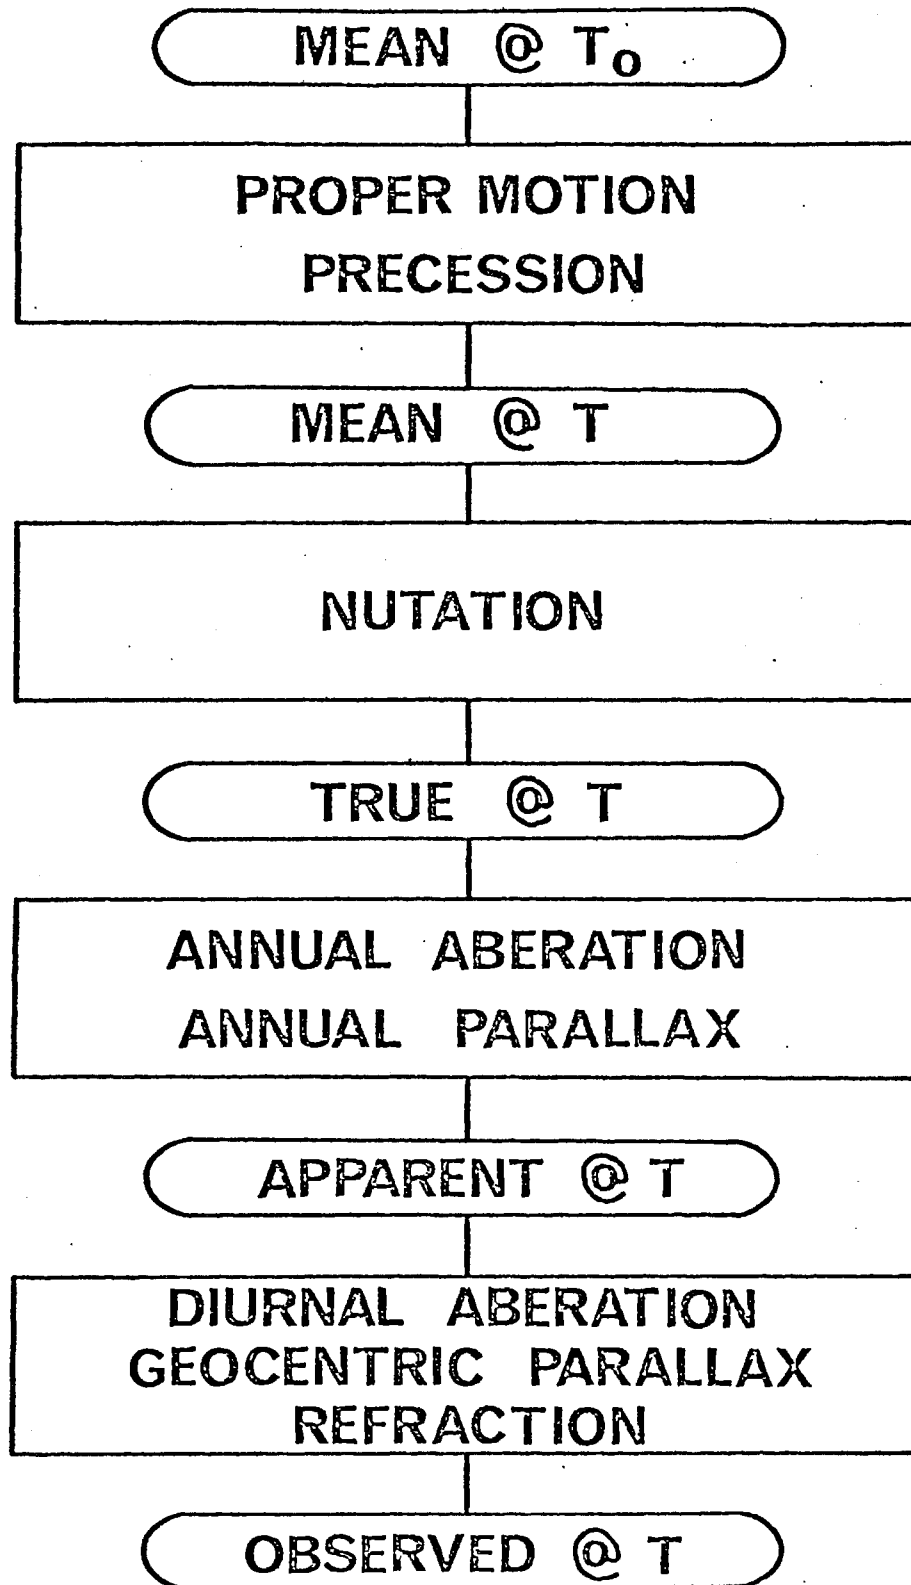 MEAN @ T₀
PROPER MOTION
PRECESSION
MEAN @ T
NUTATION
TRUE @ T
ANNUAL ABERATION
ANNUAL PARALLAX
APPARENT @ T
DIURNAL ABERATION
GEOCENTRIC PARALLAX
REFRACTION
OBSERVED @ T